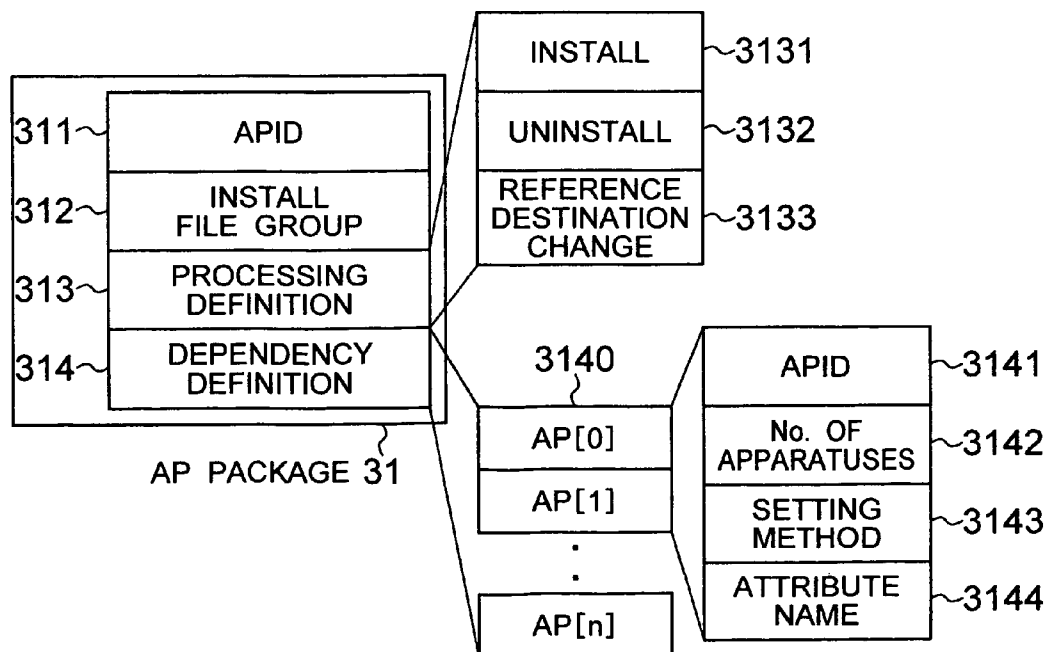 311
APID
312
INSTALL
FILE GROUP
313
PROCESSING
DEFINITION
314
DEPENDENCY
DEFINITION
AP PACKAGE 31
INSTALL
3131
UNINSTALL
3132
REFERENCE
DESTINATION
CHANGE
3133
3140
AP[0]
AP[1]
AP[n]
APID
3141
No. OF
APPARATUSES
3142
SETTING
METHOD
3143
ATTRIBUTE
NAME
3144